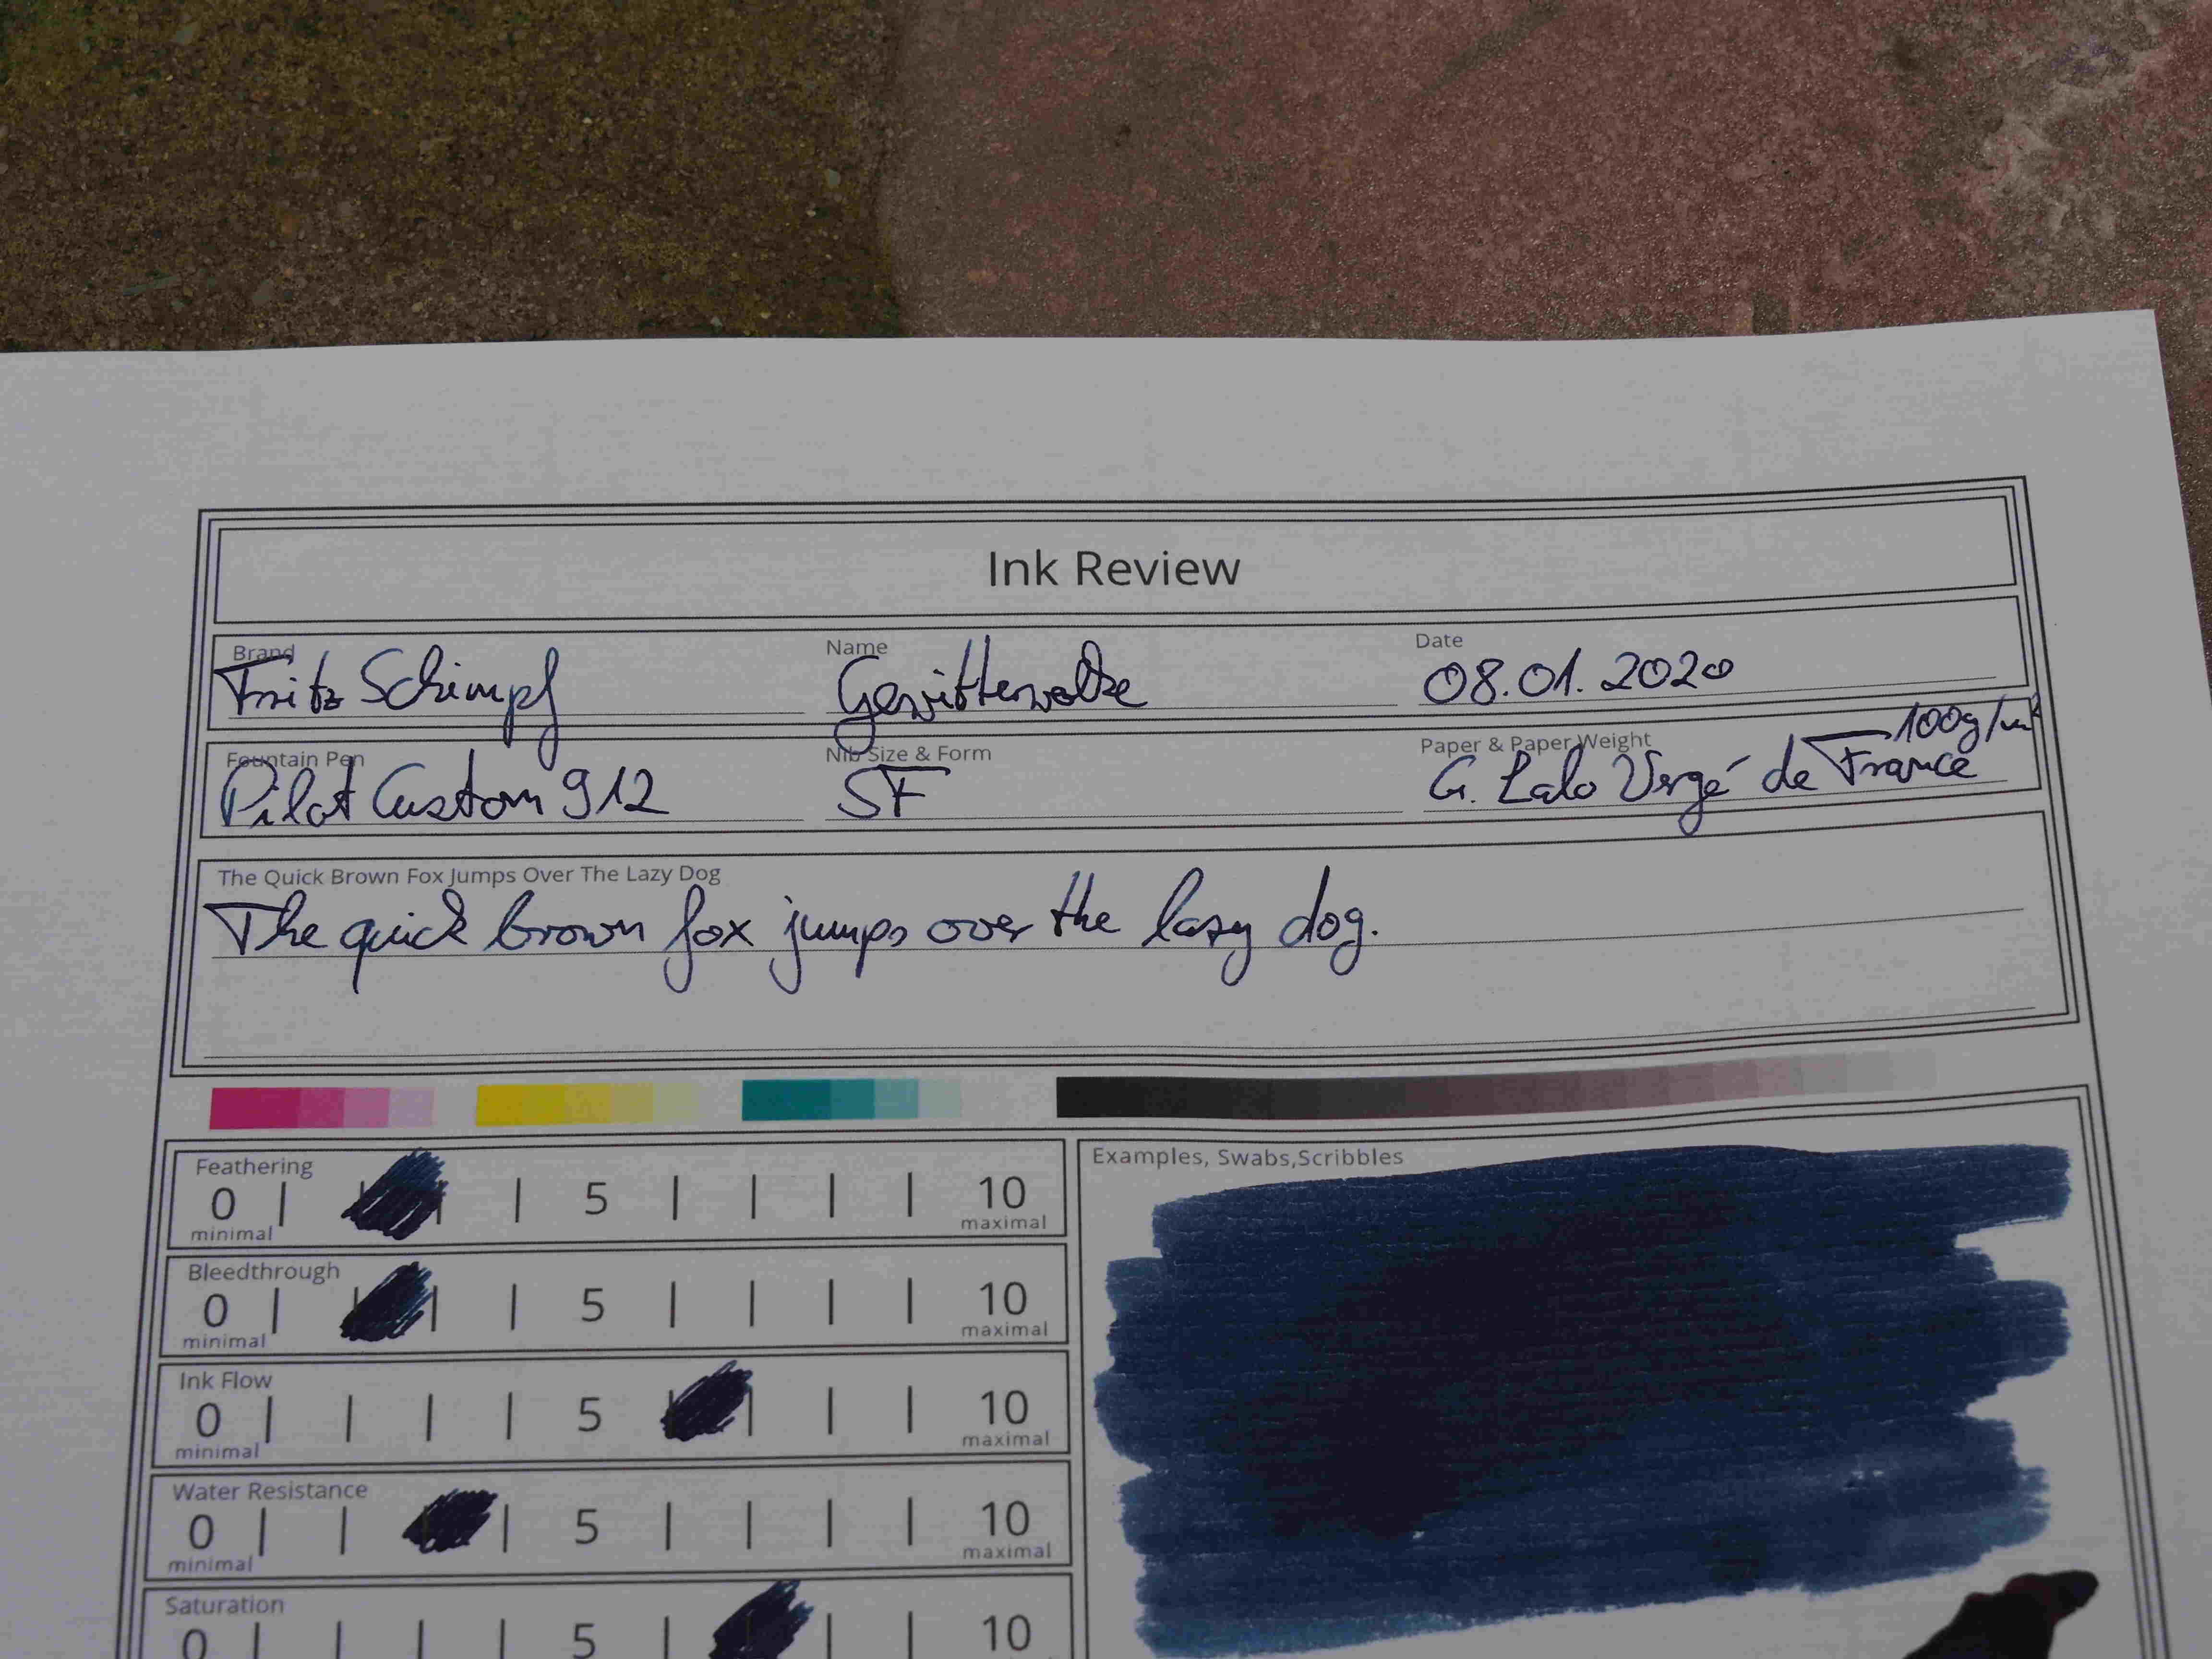 Ink Review
Brand Name Date
Fritz Schimpf Gewitterwolke 08.01.2020
Fountain Pen Nib Size & Form Paper & Paper Weight
Pilot Custom 912 SF G. Lalo Vergé de France 100g/m²
The Quick Brown Fox Jumps Over The Lazy Dog
The quick brown fox jumps over the lazy dog.
Feathering
0 | | | 5 | | | | 10
minimal maximal
Bleedthrough
0 | | | | 5 | | | | 10
minimal maximal
Ink Flow
0 | | | | 5 | | | 10
minimal maximal
Water Resistance
0 | | | 5 | | | | 10
minimal maximal
Saturation
0 | | | | 5 | | | 10
Examples, Swabs,Scribbles